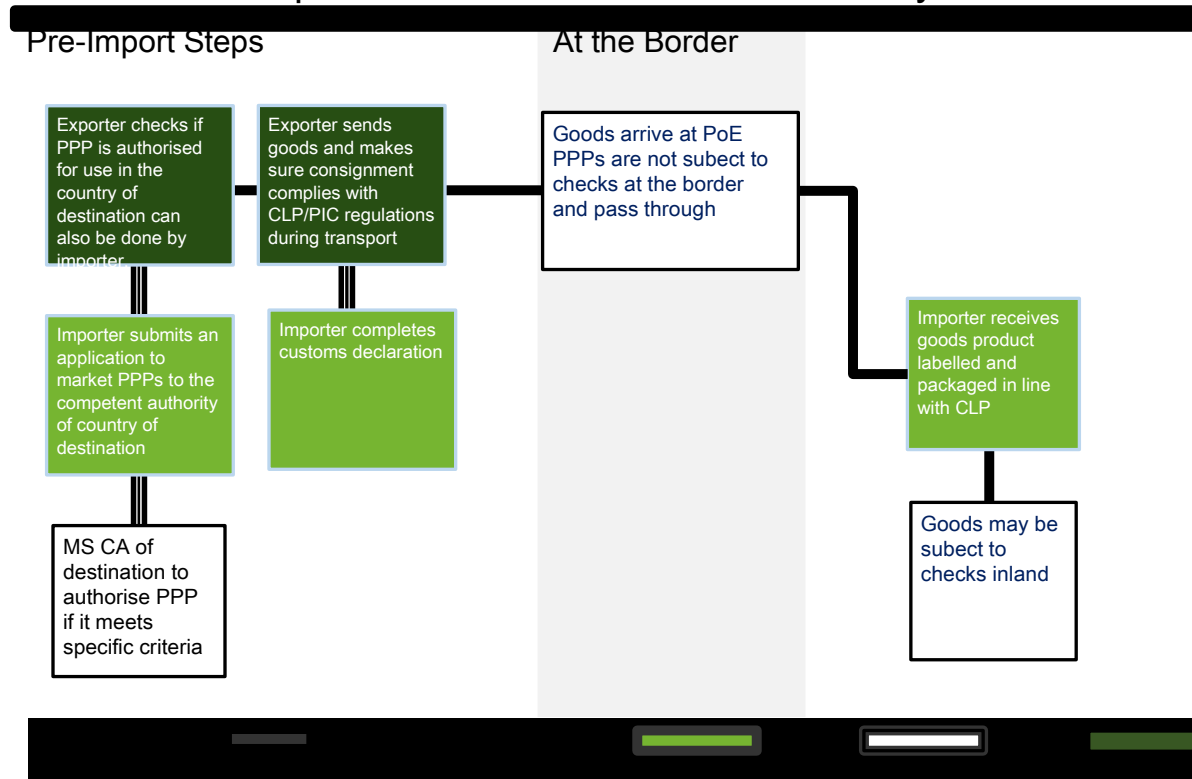 Pre-Import Steps
At the Border
Exporter checks if
PPP is authorised
for use in the
country of
destination can
also be done by
importer
Exporter sends
goods and makes
sure consignment
complies with
CLP/PIC regulations
during transport
Goods arrive at PoE
PPPs are not subect to
checks at the border
and pass through
Importer submits an
application to
market PPPs to the
competent authority
of country of
destination
Importer completes
customs declaration
Importer receives
goods product
labelled and
packaged in line
with CLP
MS CA of
destination to
authorise PPP
if it meets
specific criteria
Goods may be
subect to
checks inland